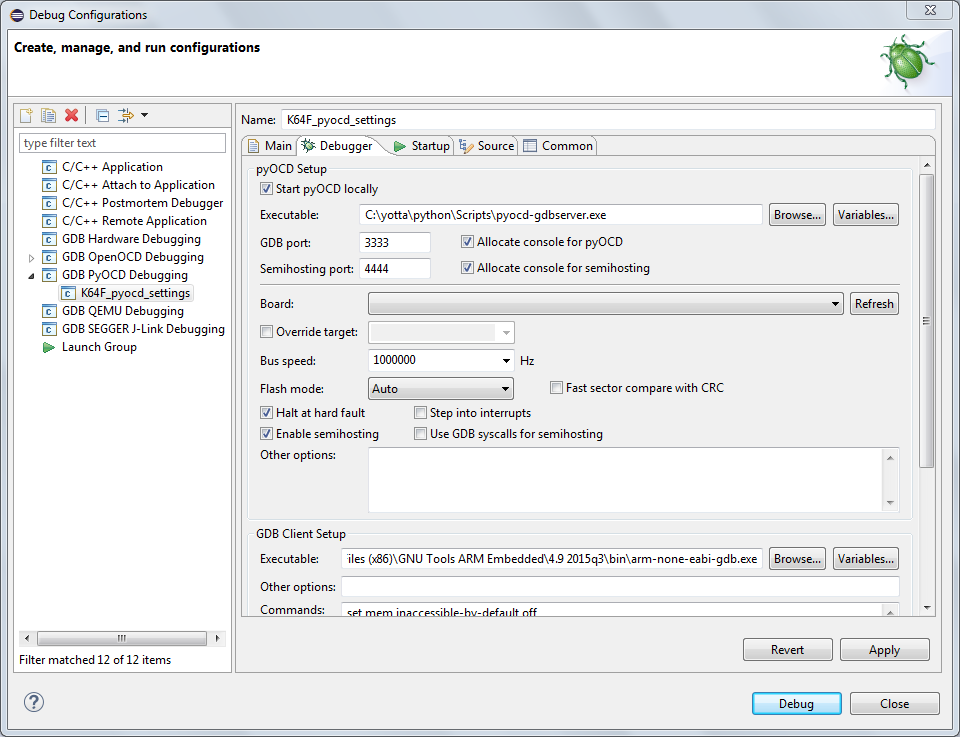 Debug Configurations
Create, manage, and run configurations
type filter text
C/C++ Application
C/C++ Attach to Application
C/C++ Postmortem Debugger
C/C++ Remote Application
GDB Hardware Debugging
GDB OpenOCD Debugging
GDB PyOCD Debugging
K64F_pyocd_settings
GDB QEMU Debugging
GDB SEGGER J-Link Debugging
Launch Group
Filter matched 12 of 12 items
Name: K64F_pyocd_settings
Main Debugger Startup Source Common
pyOCD Setup
Start pyOCD locally
Executable: C:\yotta\python\Scripts\pyocd-gdbserver.exe Browse... Variables...
GDB port: 3333 Allocate console for pyOCD
Semihosting port: 4444 Allocate console for semihosting
Board: Refresh
Override target:
Bus speed: 1000000 Hz
Flash mode: Auto Fast sector compare with CRC
Halt at hard fault Step into interrupts
Enable semihosting Use GDB syscalls for semihosting
Other options:
GDB Client Setup
Executable: iles (x86)\GNU Tools ARM Embedded\4.9 2015q3\bin\arm-none-eabi-gdb.exe Browse... Variables...
Other options:
Commands: set mem inaccessible-by-default off
Revert Apply
? Debug Close